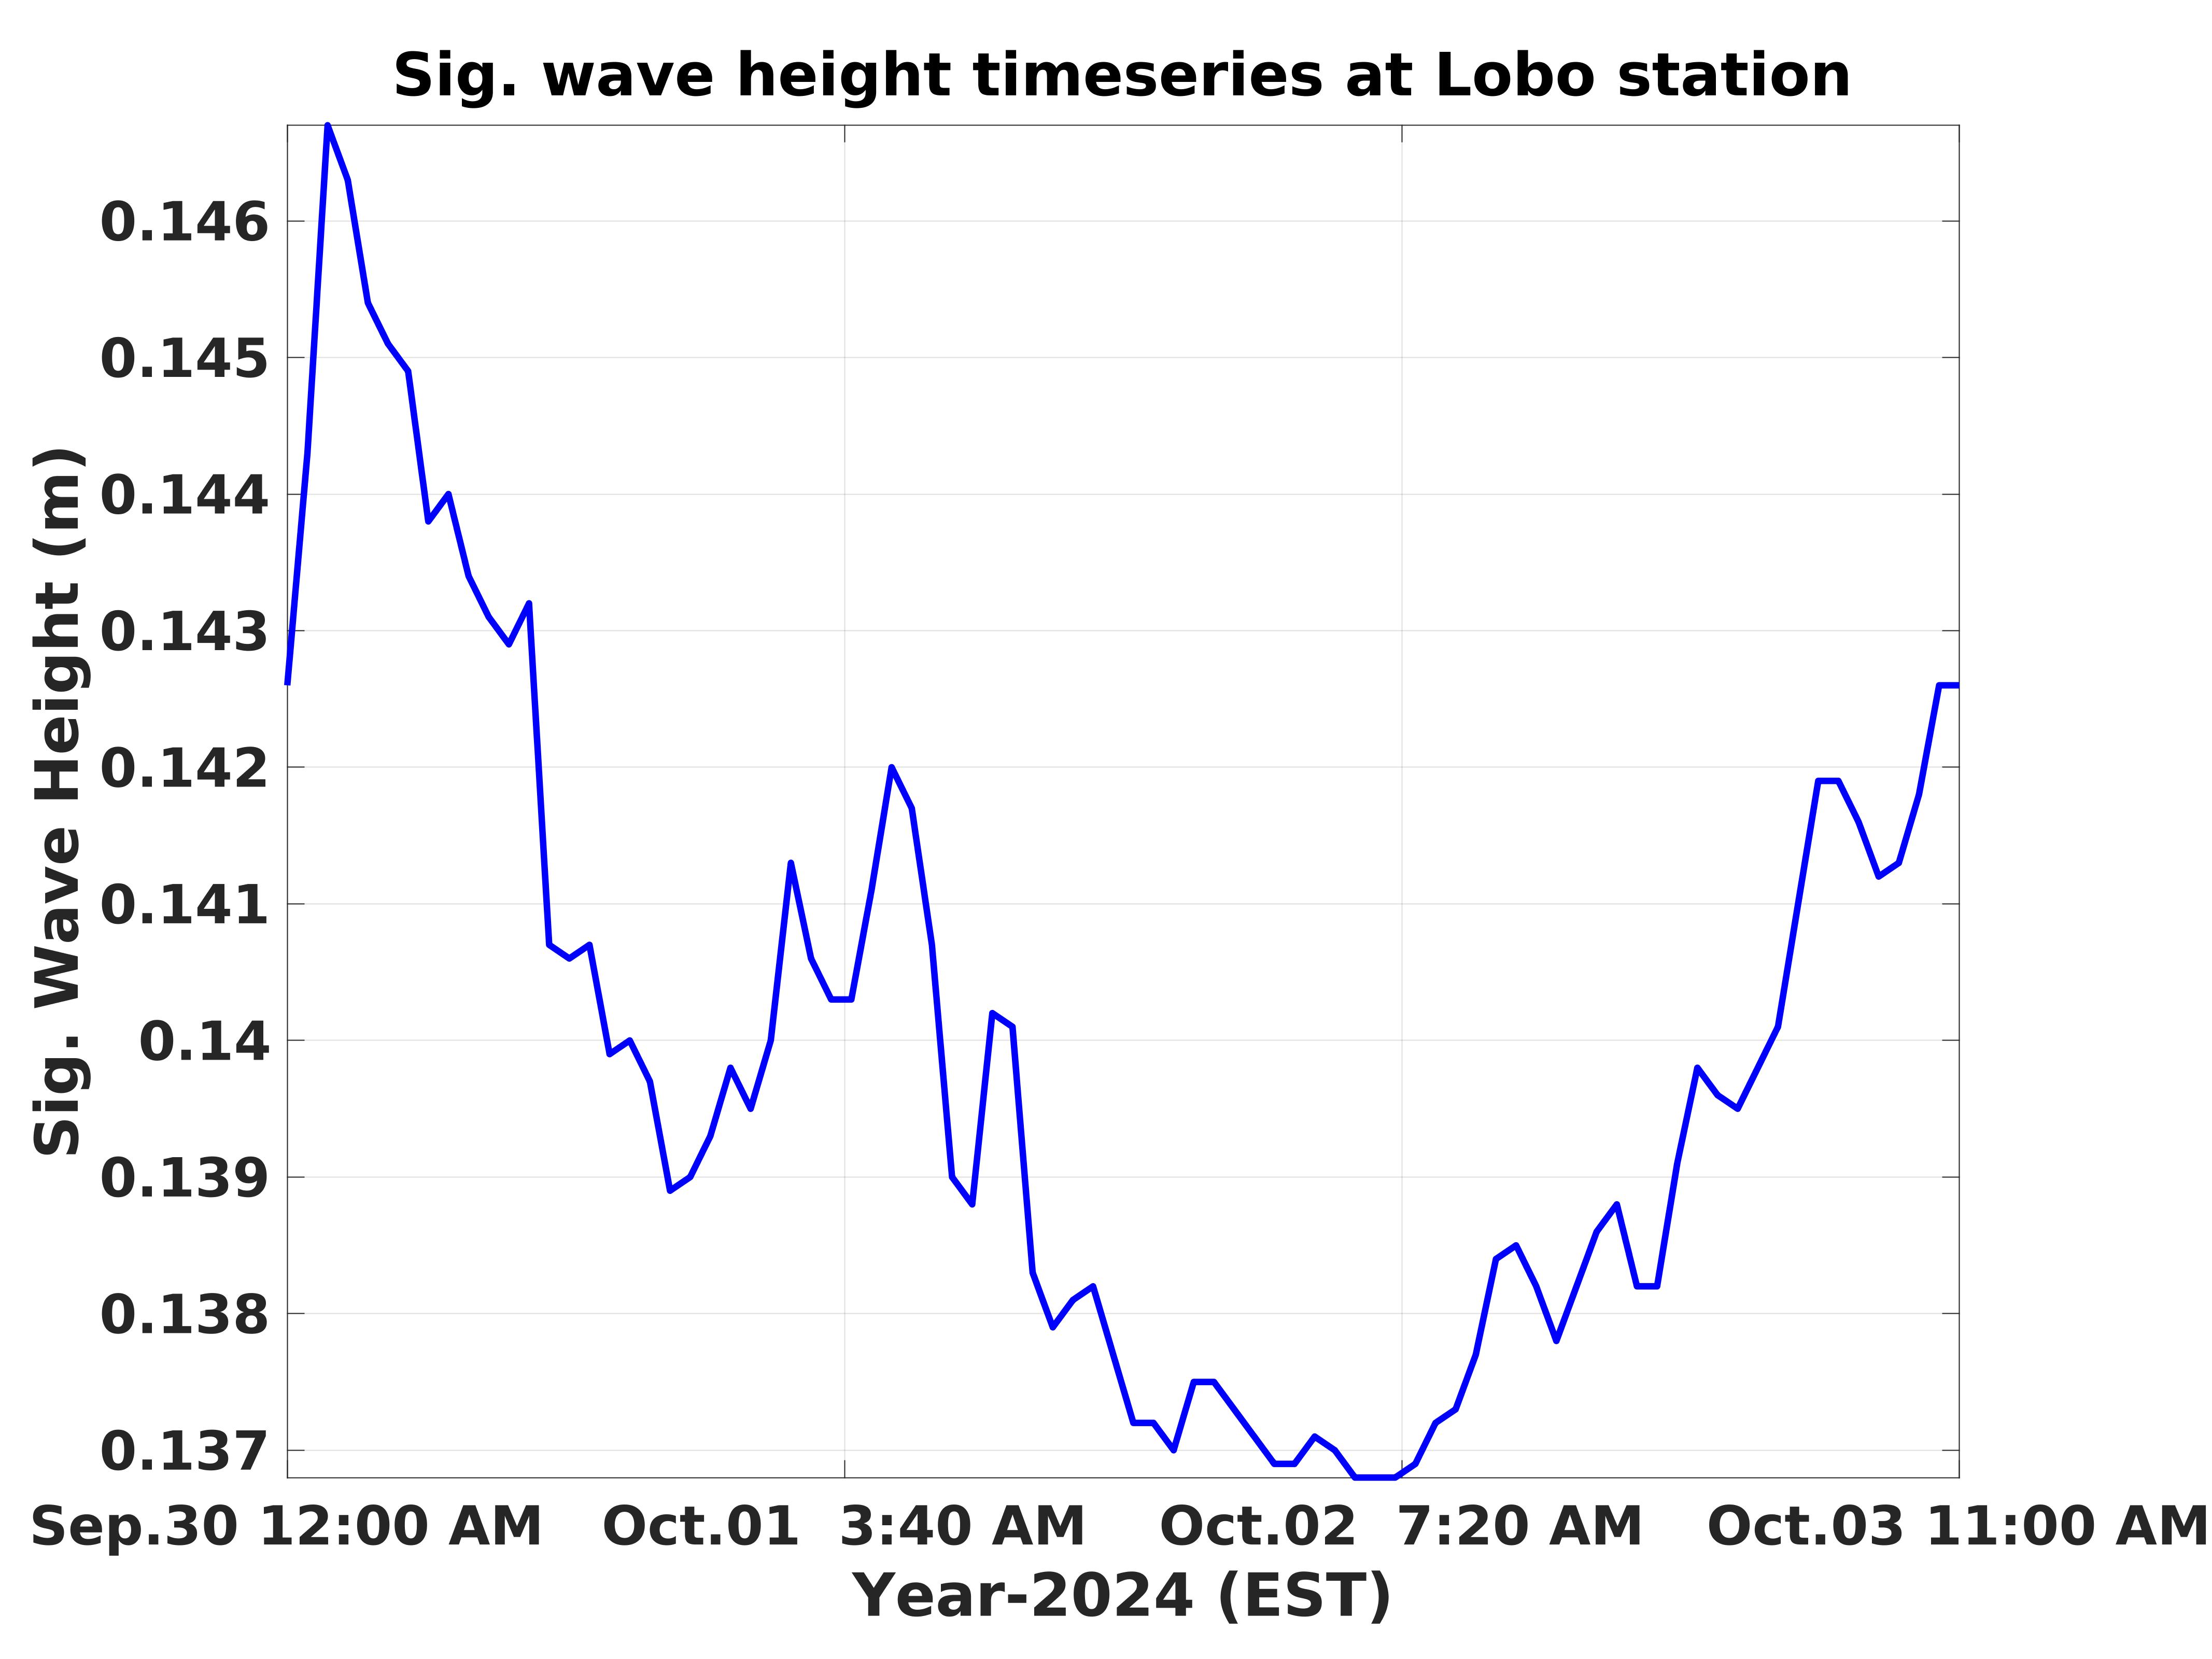 Sig. wave height timeseries at Lobo station
Sig. Wave Height (m)
0.146
0.145
0.144
0.143
0.142
0.141
0.14
0.139
0.138
0.137
Sep.30 12:00 AM Oct.01 3:40 AM Oct.02 7:20 AM Oct.03 11:00 AM
Year-2024 (EST)